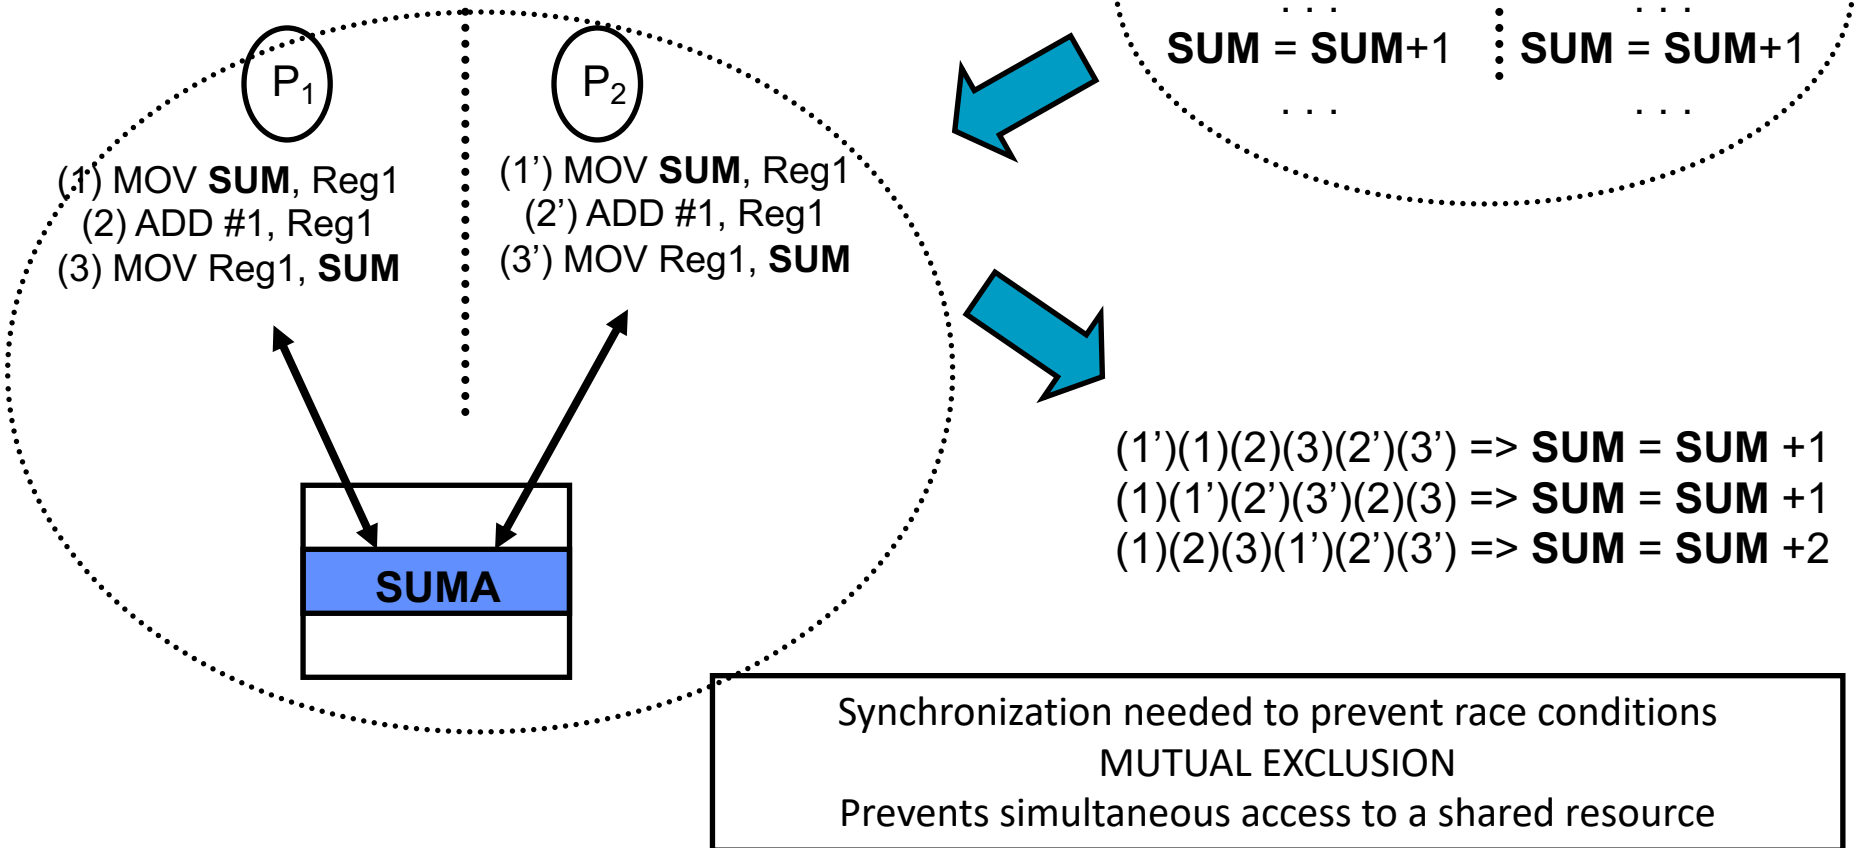 . . .
. . .
SUM = SUM+1
SUM = SUM+1
. . .
. . .
P1
P2
(1) MOV SUM, Reg1
(2) ADD #1, Reg1
(3) MOV Reg1, SUM
(1’) MOV SUM, Reg1
(2’) ADD #1, Reg1
(3’) MOV Reg1, SUM
SUMA
(1’)(1)(2)(3)(2’)(3’) => SUM = SUM +1
(1)(1’)(2’)(3’)(2)(3) => SUM = SUM +1
(1)(2)(3)(1’)(2’)(3’) => SUM = SUM +2
Synchronization needed to prevent race conditions
MUTUAL EXCLUSION
Prevents simultaneous access to a shared resource